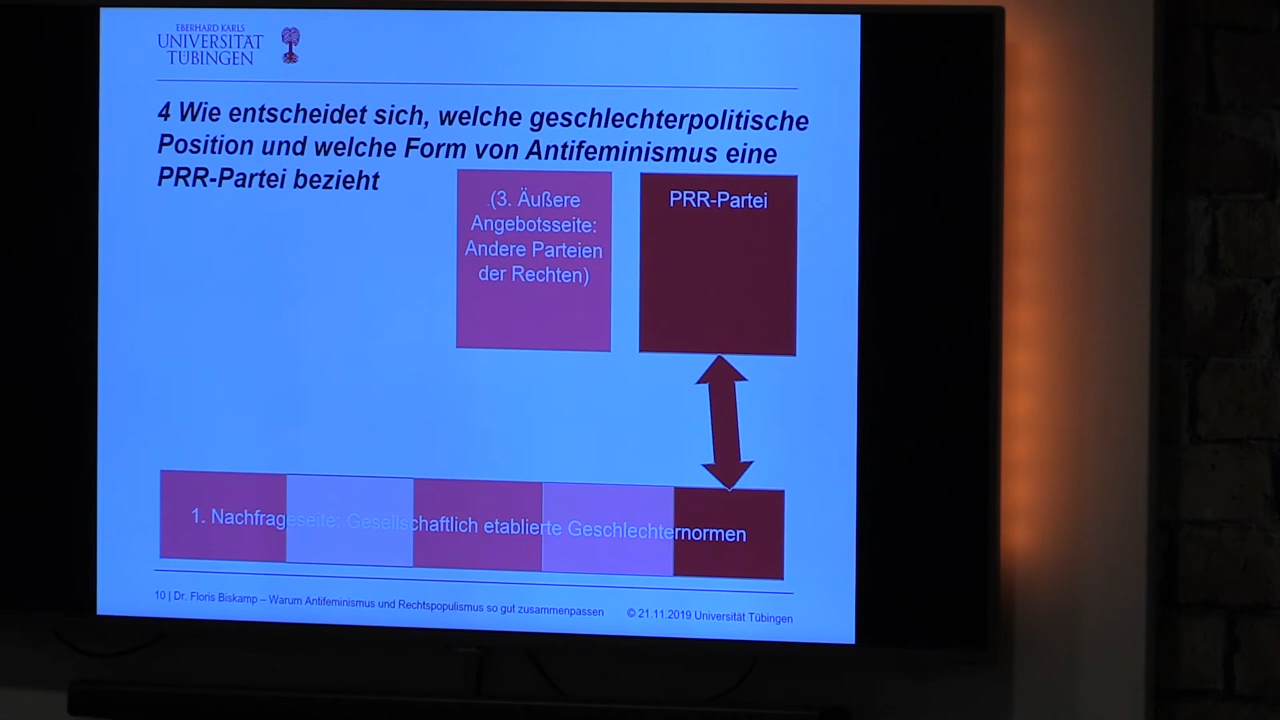 EBERHARD KARLS
UNIVERSITÄT
TÜBINGEN
4 Wie entscheidet sich, welche geschlechterpolitische
Position und welche Form von Antifeminismus eine
PRR-Partei bezieht
(3. Äußere
Angebotsseite:
Andere Parteien
der Rechten)
PRR-Partei
1. Nachfrageseite: Gesellschaftlich etablierte Geschlechternormen
10 | Dr. Floris Biskamp – Warum Antifeminismus und Rechtspopulismus so gut zusammenpassen
© 21.11.2019 Universität Tübingen